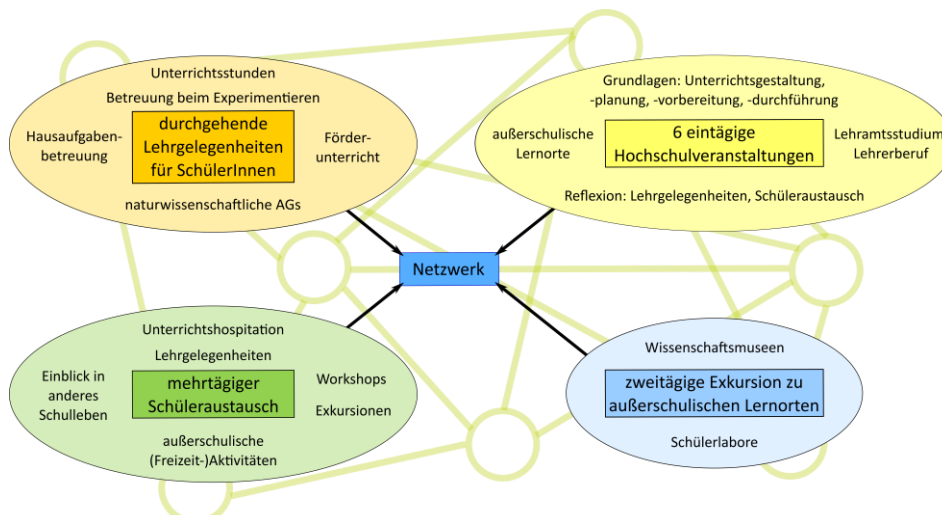 Unterrichtsstunden
Betreuung beim Experimentieren
Hausaufgaben-
betreuung
durchgehende
Lehrgelegenheiten
für SchülerInnen
Förder-
unterricht
naturwissenschaftliche AGs
Grundlagen: Unterrichtsgestaltung,
-planung, -vorbereitung, -durchführung
außerschulische
Lernorte
6 eintägige
Hochschulveranstaltungen
Lehramtsstudium
Lehrerberuf
Reflexion: Lehrgelegenheiten, Schüleraustausch
Netzwerk
Unterrichtshospitation
Lehrgelegenheiten
Einblick in
anderes
Schulleben
mehrtägiger
Schüleraustausch
Workshops
Exkursionen
außerschulische
(Freizeit-)Aktivitäten
Wissenschaftsmuseen
zweitägige Exkursion zu
außerschulischen Lernorten
Schülerlabore